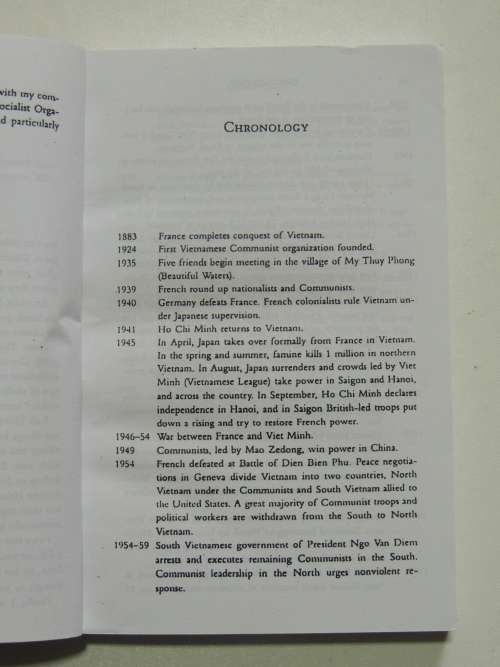 with my com-
ocialist Orga-
d particularly
CHRONOLOGY
1883 France completes conquest of Vietnam.
1924 First Vietnamese Communist organization founded.
1935 Five friends begin meeting in the village of My Thuy Phong
(Beautiful Waters).
1939 French round up nationalists and Communists.
1940 Germany defeats France. French colonialists rule Vietnam un-
der Japanese supervision.
1941 Ho Chi Minh returns to Vietnam.
1945 In April, Japan takes over formally from France in Vietnam.
In the spring and summer, famine kills 1 million in northern
Vietnam. In August, Japan surrenders and crowds led by Viet
Minh (Vietnamese League) take power in Saigon and Hanoi,
and across the country. In September, Ho Chi Minh declares
independence in Hanoi, and in Saigon British-led troops put
down a rising and try to restore French power.
1946–54 War between France and Viet Minh.
1949 Communists, led by Mao Zedong, win power in China.
1954 French defeated at Battle of Dien Bien Phu. Peace negotia-
tions in Geneva divide Vietnam into two countries, North
Vietnam under the Communists and South Vietnam allied to
the United States. A great majority of Communist troops and
political workers are withdrawn from the South to North
Vietnam.
1954–59 South Vietnamese government of President Ngo Van Diem
arrests and executes remaining Communists in the South.
Communist leadership in the North urges nonviolent re-
sponse.